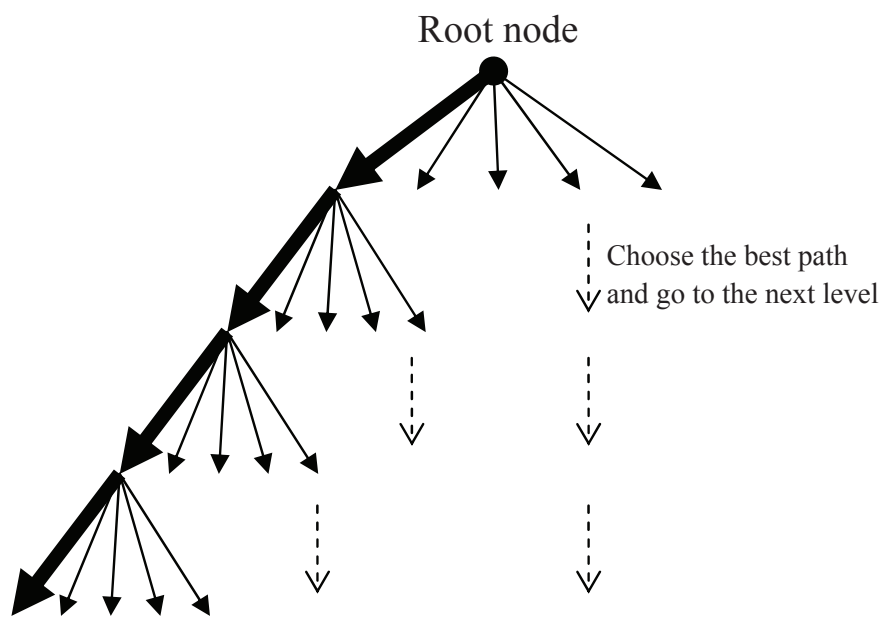 Root node
Choose the best path
and go to the next level